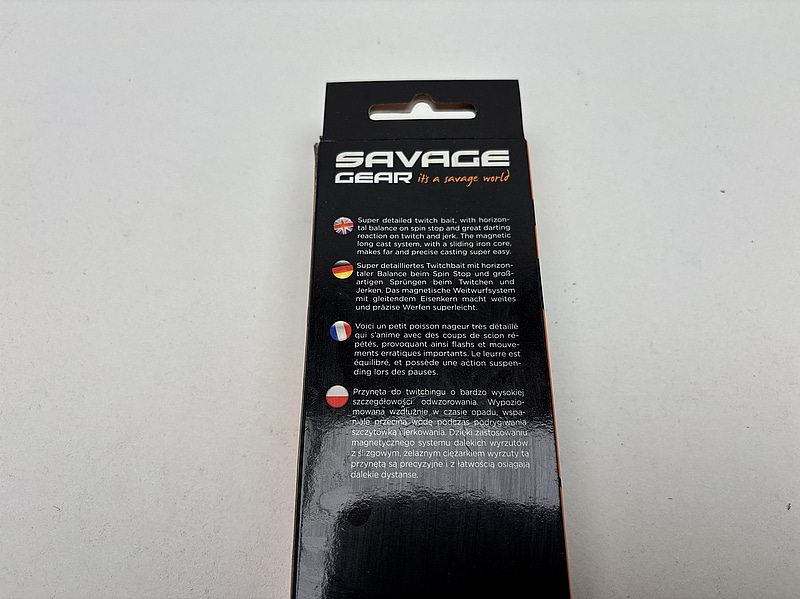 SAVAGE
GEAR it's a savage world
Super detailed twitch bait, with horizon-
tal balance on spin stop and great darting
reaction on twitch and jerk. The magnetic
long cast system, with a sliding iron core,
makes far and precise casting super easy.
Super detailliertes Twitchbait mit horizon-
taler Balance beim Spin Stop und groß-
artigen Sprüngen beim Twitchen und
Jerken. Das magnetische Weitwurfsystem
mit gleitendem Eisenkern macht weites
und präzise Werfen superleicht.
Voici un petit poisson nageur très détaillé
qui s'anime avec des coups de scion ré-
pétés, provoquant ainsi flashs et mouve-
ments erratiques importants. Le leurre est
équilibré, et possède une action suspen-
ding lors des pauses.
Przynęta do twitchingu o bardzo wysokiej
szczegółowości odwzorowania. Wypozio-
mowana wzdłużnie w czasie opadu, wspa-
niale przecina wodę podczas podrygiwania
szczytówką i jerkowania. Dzięki zastosowaniu
magnetycznego systemu dalekich wyrzutów
z ślizgowym, żelaznym ciężarkiem wyrzuty tą
przynętą są precyzyjne i z łatwością osiągają
dalekie dystanse.